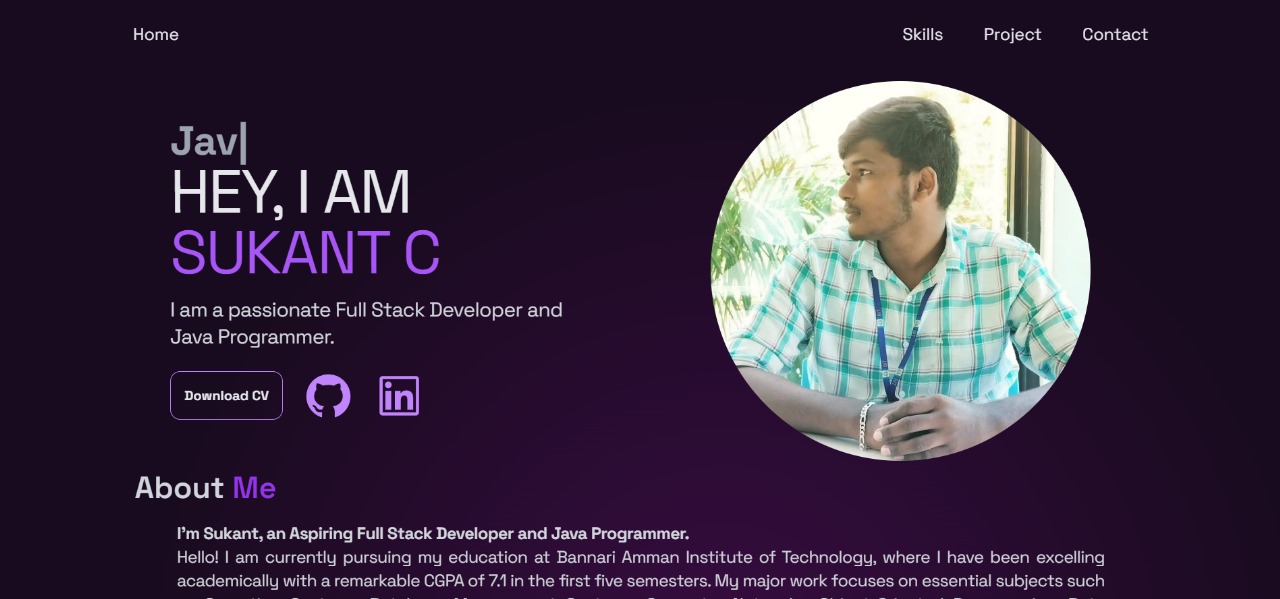 Home
Skills
Project
Contact
Jav|
HEY, I AM
SUKANT C
I am a passionate Full Stack Developer and
Java Programmer.
Download CV
in
About Me
I'm Sukant, an Aspiring Full Stack Developer and Java Programmer.
Hello! I am currently pursuing my education at Bannari Amman Institute of Technology, where I have been excelling
academically with a remarkable CGPA of 7.1 in the first five semesters. My major work focuses on essential subjects such